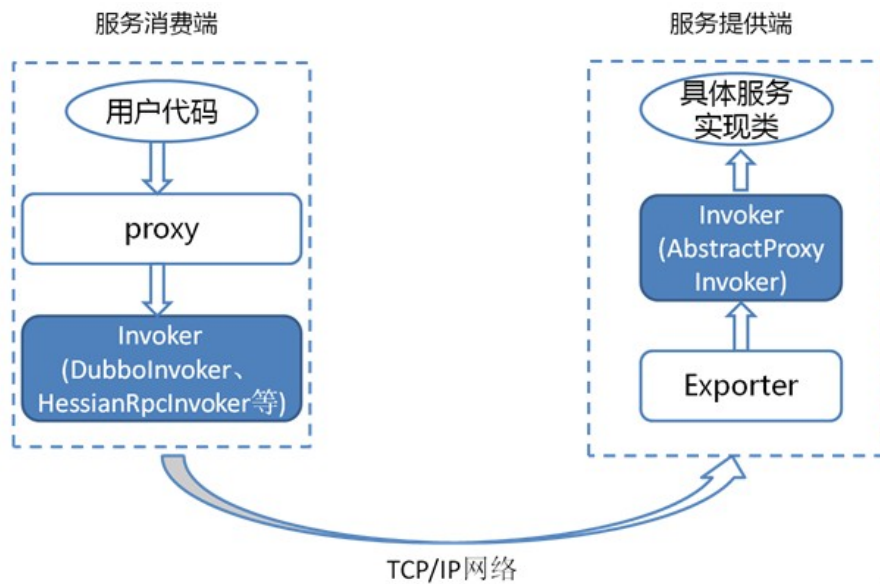 服务消费端
用户代码
proxy
Invoker
(DubboInvoker、
HessianRpcInvoker等)
服务提供端
具体服务
实现类
Invoker
(AbstractProxy
Invoker)
Exporter
TCP/IP网络